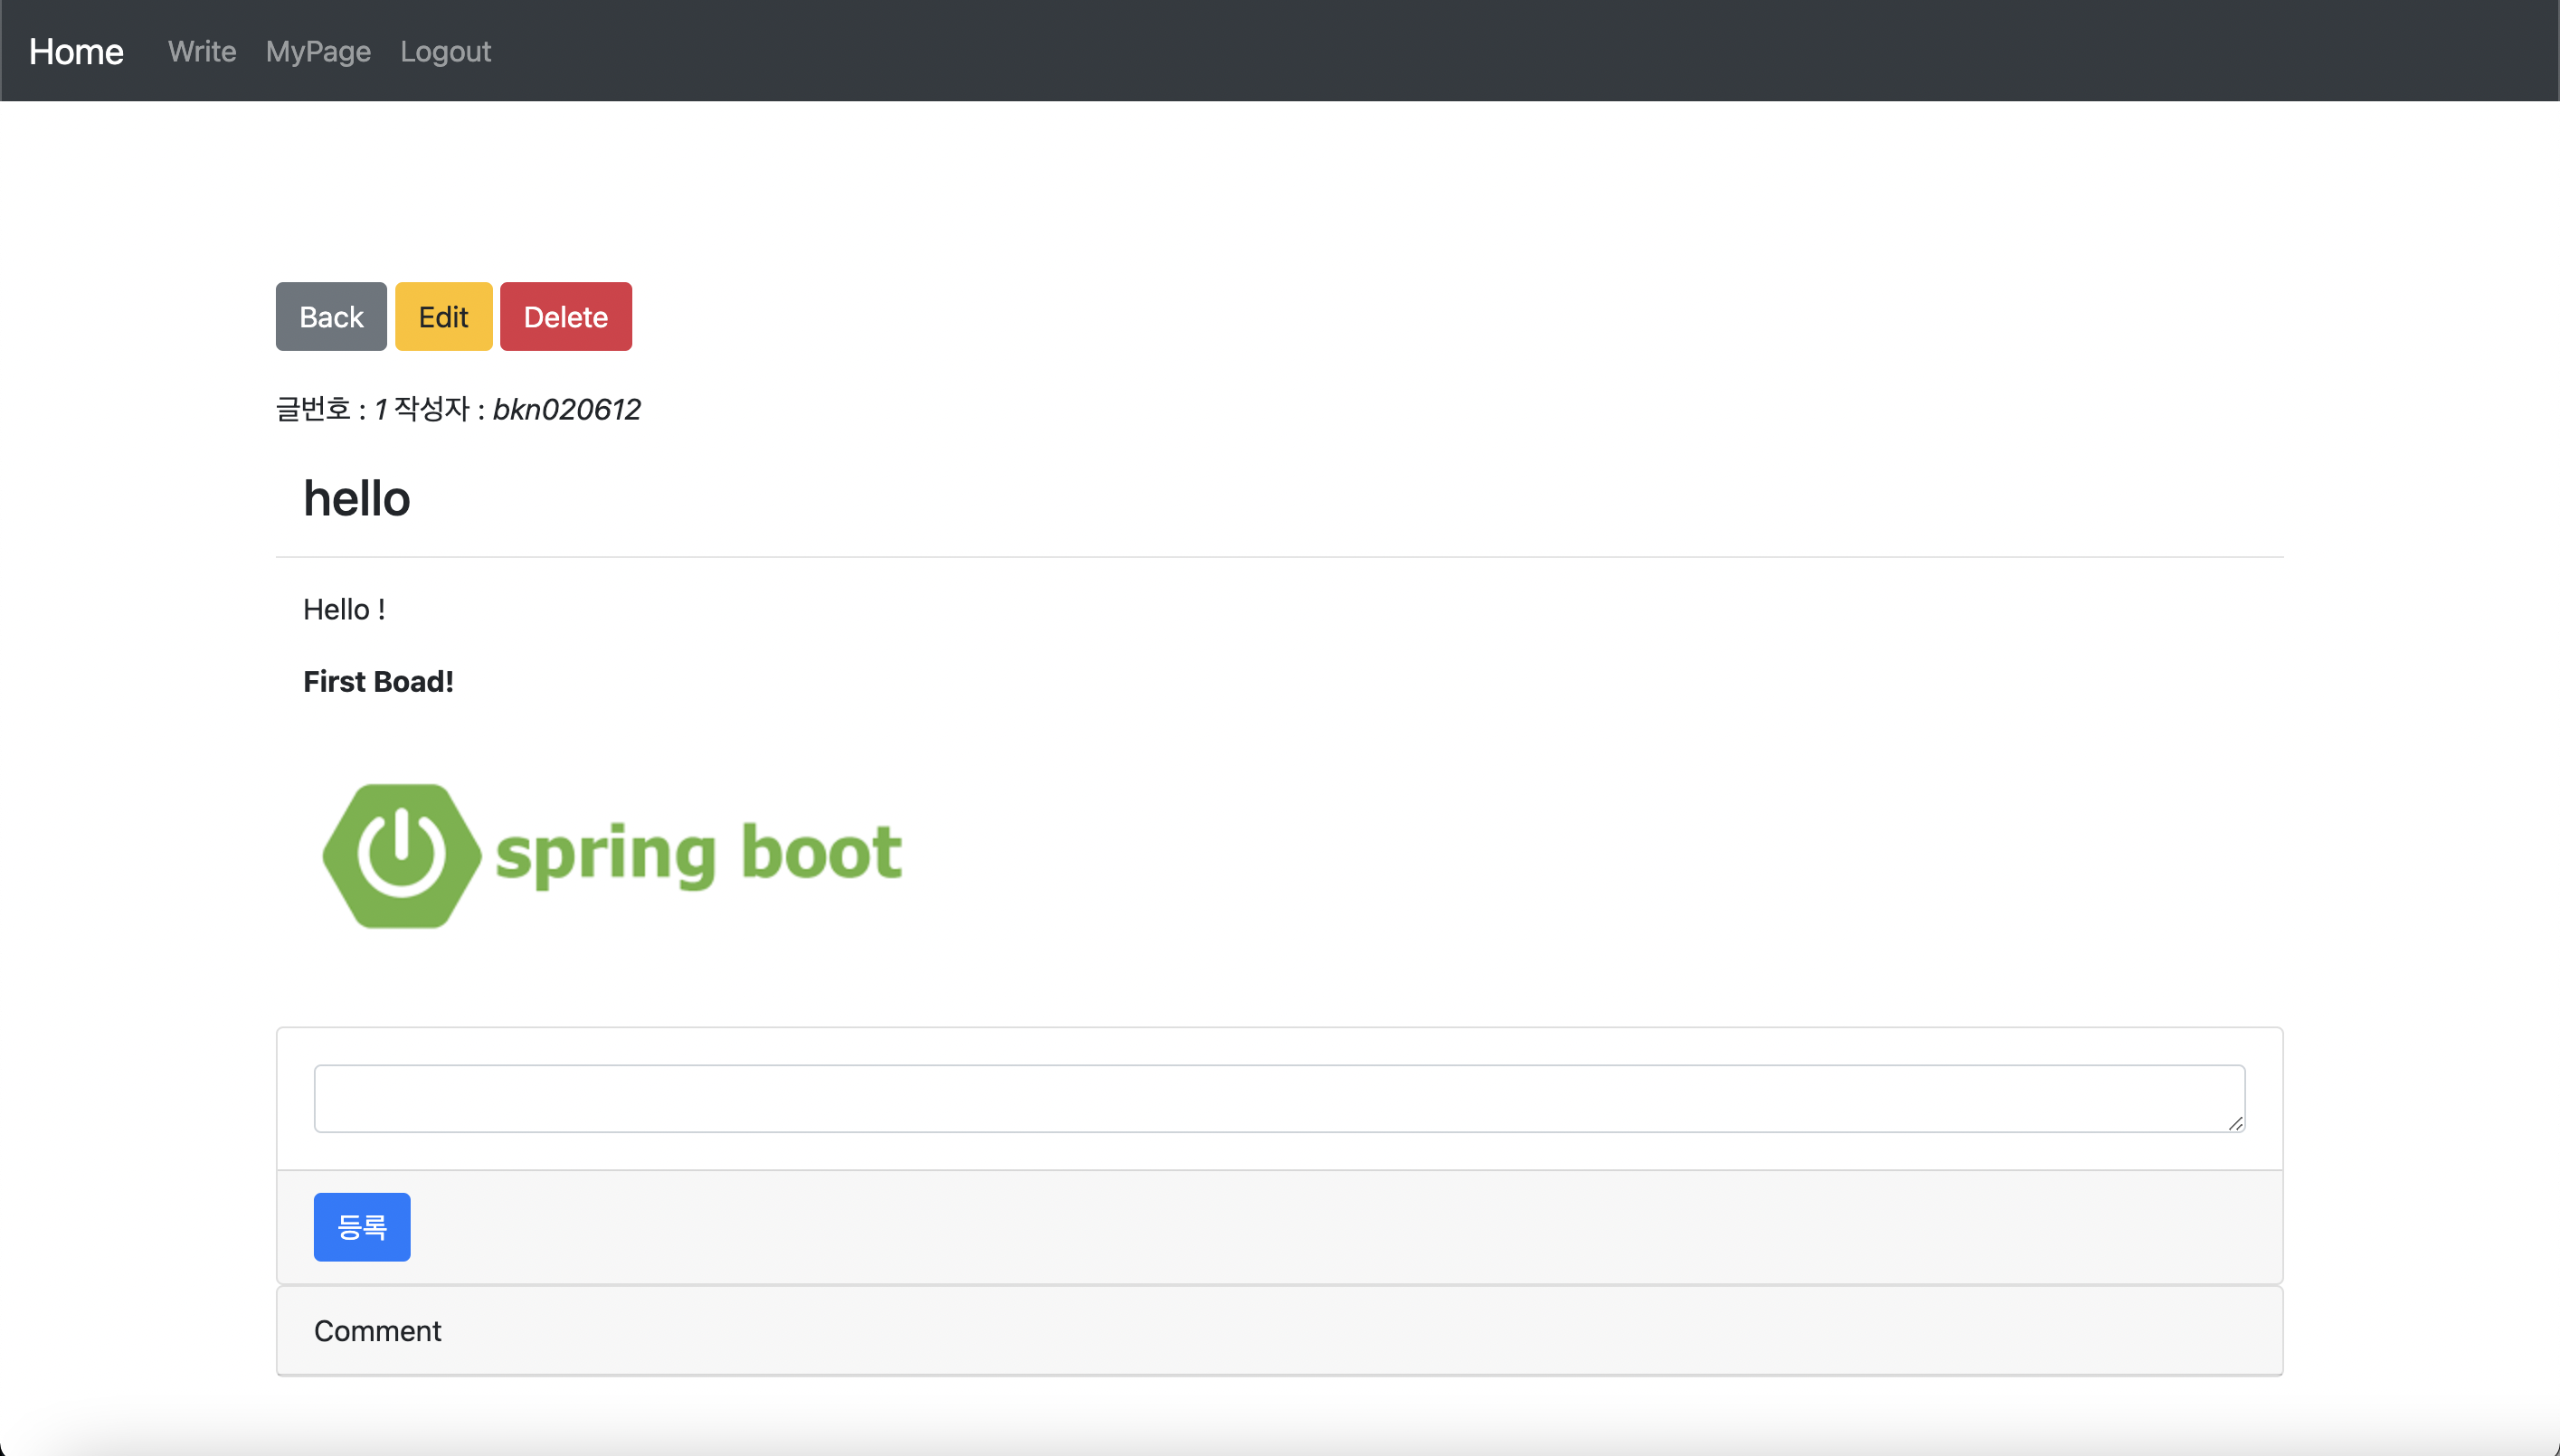 Home Write MyPage Logout
Back Edit Delete
글번호 : 1 작성자 : bkn020612
hello
Hello !
First Boad!
spring boot
등록
Comment